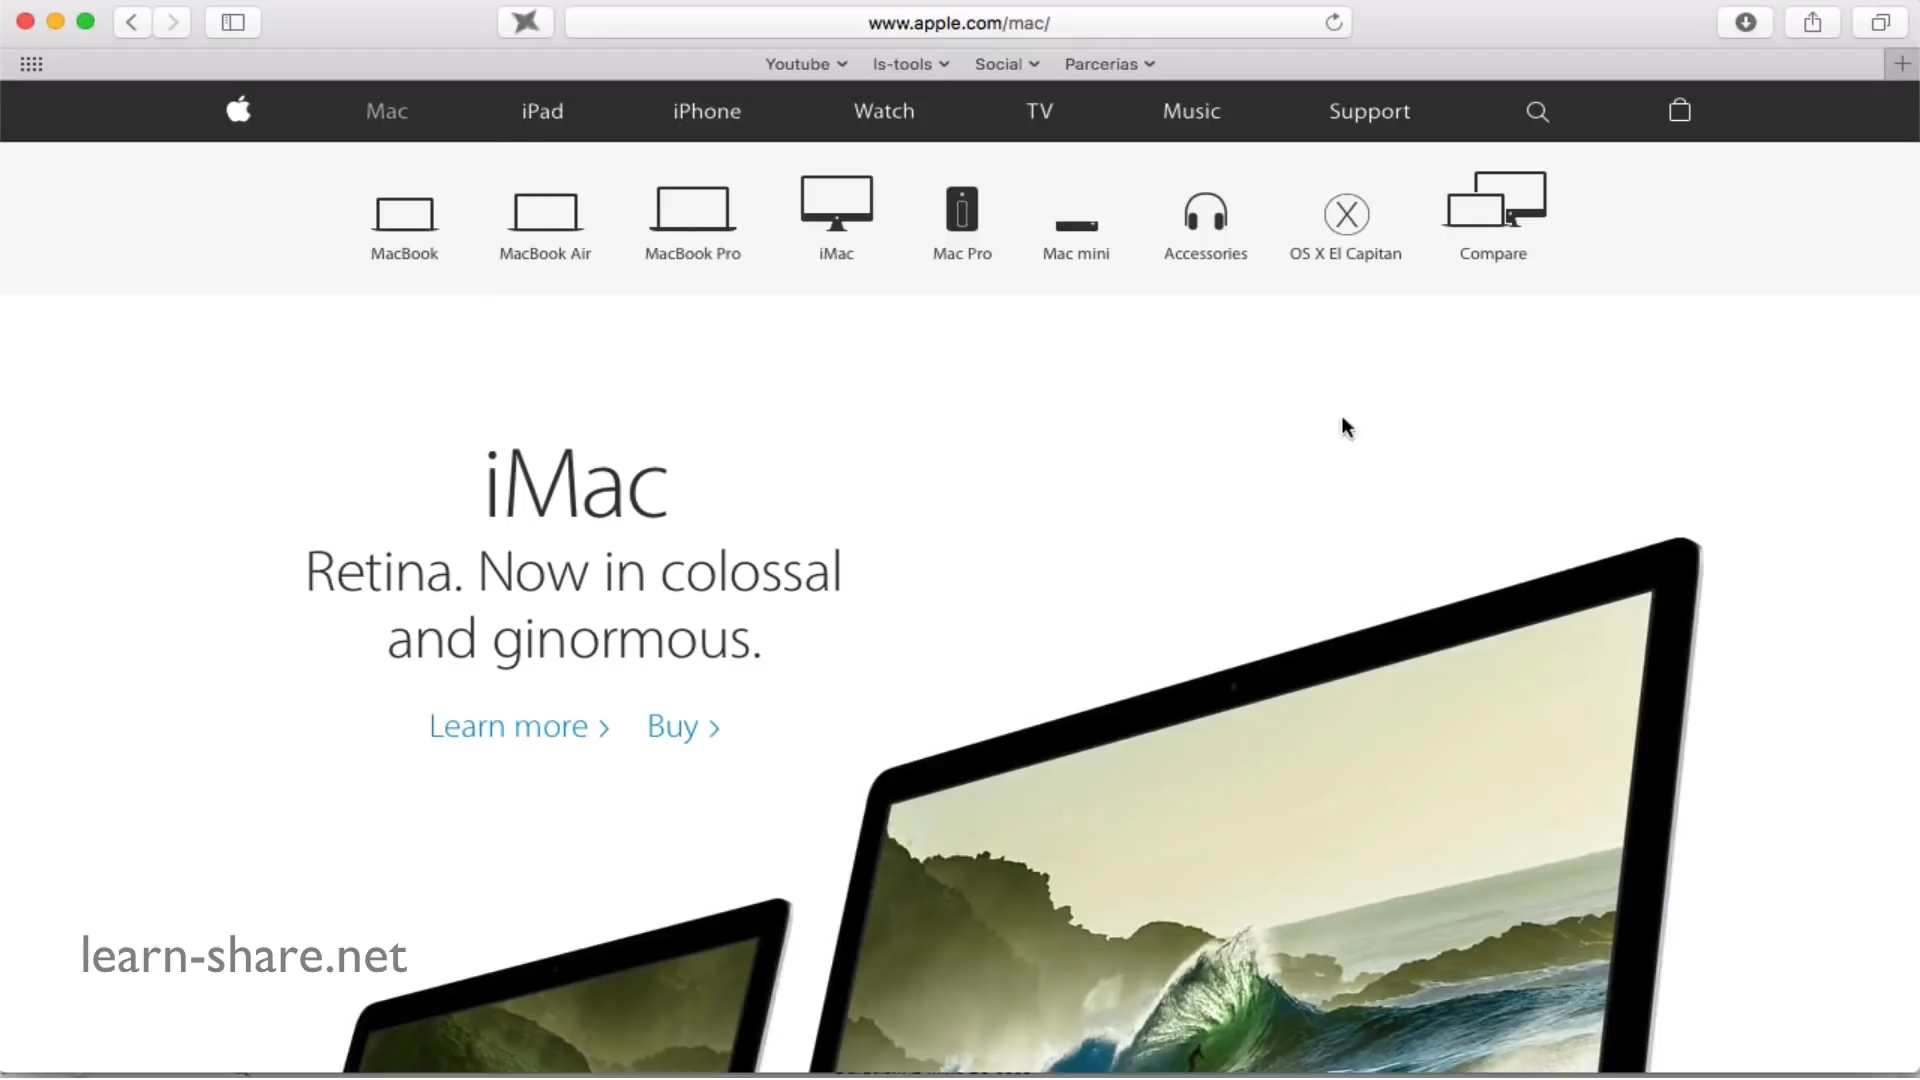 www.apple.com/mac/
Youtube ls-tools Social Parcerias
Mac iPad iPhone Watch TV Music Support
MacBook MacBook Air MacBook Pro iMac Mac Pro Mac mini Accessories OS X El Capitan Compare
iMac
Retina. Now in colossal
and ginormous.
Learn more > Buy >
learn-share.net